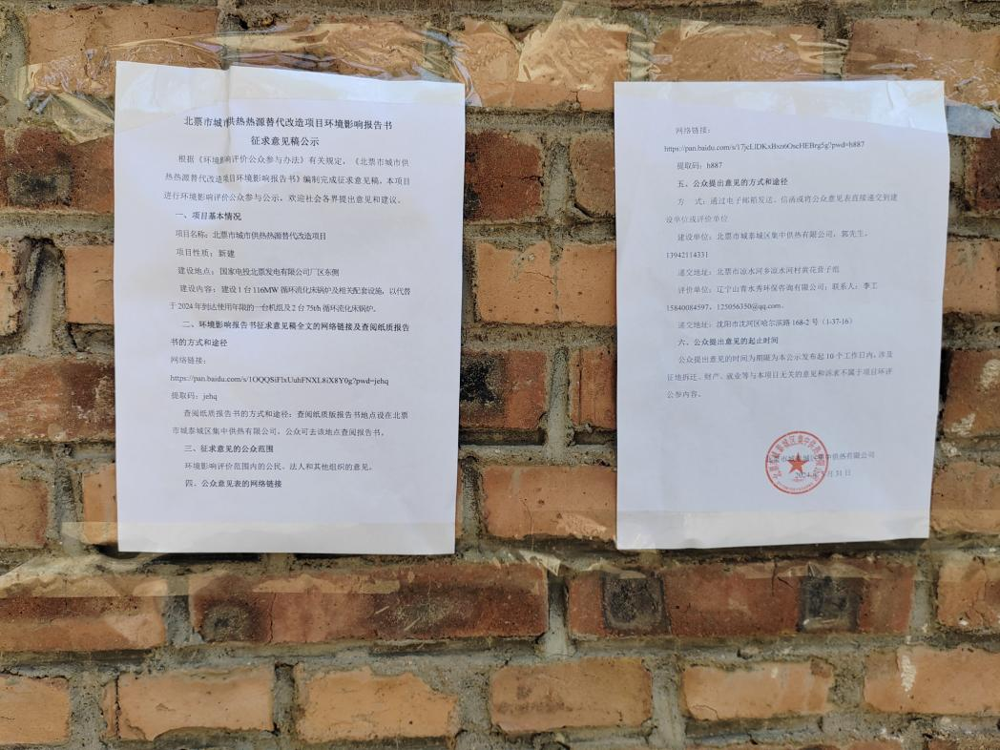 北票市城市供热热源替代改造项目环境影响报告书
征求意见稿公示
根据《环境影响评价公众参与办法》有关规定，《北票市城市供
热热源替代改造项目环境影响报告书》编制完成征求意见稿。本项目
进行环境影响评价公众参与公示，欢迎社会各界提出意见和建议。
一、项目基本情况
项目名称：北票市城市供热热源替代改造项目
项目性质：新建
建设地点：国家电投北票发电有限公司厂区东侧
建设内容：建设1台116MW循环流化床锅炉及相关配套设施，以代替
于2024年到达使用年限的一台机组及2台75t/h循环流化床锅炉。
二、环境影响报告书征求意见稿全文的网络链接及查阅纸质报告
书的方式和途径
网络链接：
https://pan.baidu.com/s/1OQQSiFlxUuhFNXL8iX8Y0g?pwd=jehq
提取码：jehq
查阅纸质报告书的方式和途径：查阅纸质版报告书地点设在北票
市城泰城区集中供热有限公司，公众可去该地点查阅报告书。
三、征求意见的公众范围
环境影响评价范围内的公民、法人和其他组织的意见。
四、公众意见表的网络链接
网络链接：
https://pan.baidu.com/s/17jcLlDKxBxn6OscHEBrg5g?pwd=h887
提取码：h887
五、公众提出意见的方式和途径
方 式：通过电子邮箱发送、信函或将公众意见表直接递交到建
设单位或评价单位
建设单位：北票市城泰城区集中供热有限公司，郭先生，
13942114331
递交地址：北票市凉水河乡凉水河村黄花营子组
评价单位：辽宁山青水秀环保咨询有限公司；联系人：李工
15840084597，125056350@qq.com。
递交地址：沈阳市沈河区哈尔滨路168-2号（1-37-16）
六、公众提出意见的起止时间
公众提出意见的时间为期限为本公示发布起10个工作日内，涉及
征地拆迁、财产、就业等与本项目无关的意见和诉求不属于项目环评
公参内容。
北票市城泰城区集中供热有限公司
月31日